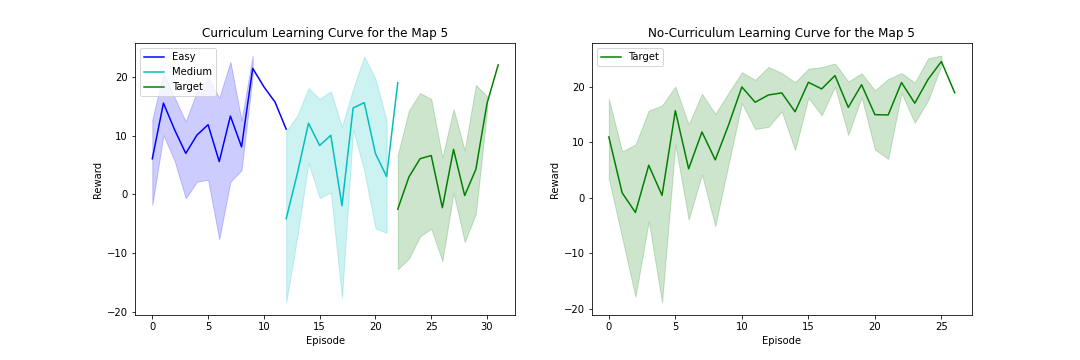 Curriculum Learning Curve for the Map 5
Easy
Medium
Target
20
10
0
−10
−20
Reward
0 5 10 15 20 25 30
Episode
No-Curriculum Learning Curve for the Map 5
Target
20
10
0
−10
−20
Reward
0 5 10 15 20 25
Episode